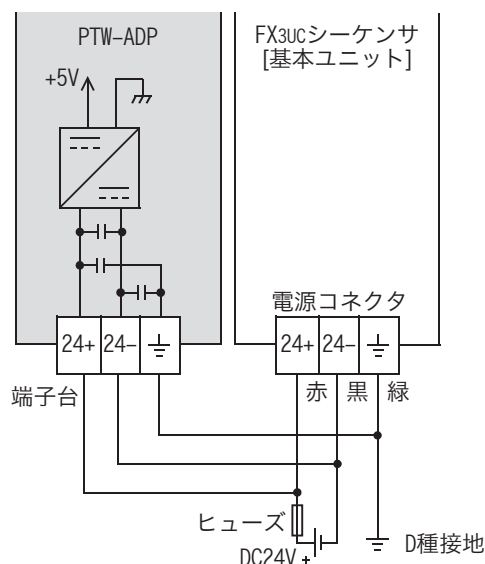 PTW-ADP
FX3UCシーケンサ
[基本ユニット]
+5V
電源コネクタ
24+ 24-
24+ 24-
端子台
赤 黒 緑
ヒューズ
DC24V +
D種接地